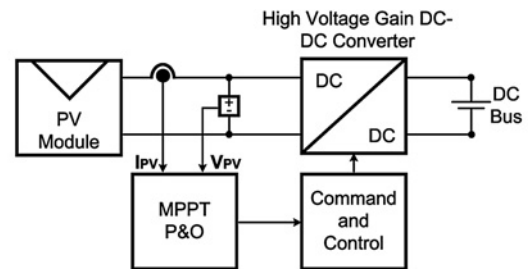 High Voltage Gain DC-
DC Converter
PV
Module
DC
DC
DC
Bus
IPV
VPV
+
-
MPPT
P&O
Command
and
Control